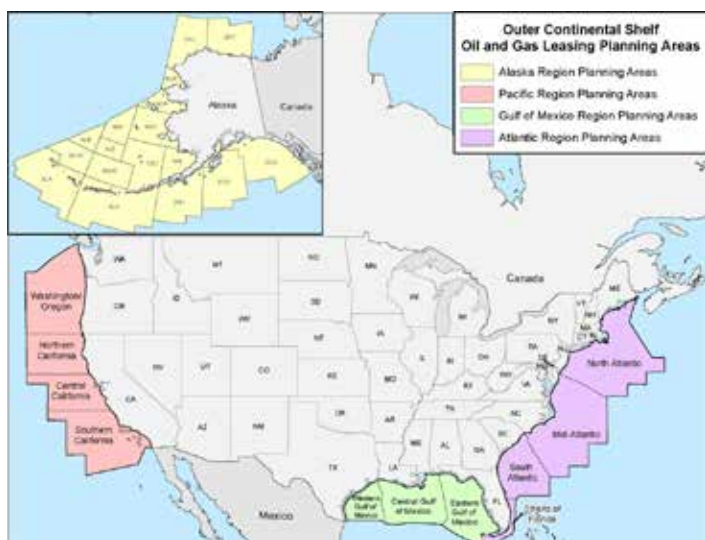 Outer Continental Shelf
Oil and Gas Leasing Planning Areas
Alaska Region Planning Areas
Pacific Region Planning Areas
Gulf of Mexico Region Planning Areas
Atlantic Region Planning Areas
Alaska
Canada
Canada
WA
MT
ND
MN
ME
VT
NH
Washington/
Oregon
OR
ID
WY
SD
WI
MI
NY
MA
CT
RI
North Atlantic
Northern
California
NV
UT
CO
NE
IA
IL
IN
OH
PA
WV
VA
Central
California
CA
KS
MO
KY
NC
Mid-Atlantic
Southern
California
AZ
NM
OK
AR
TN
SC
TX
LA
MS
AL
GA
South
Atlantic
Mexico
Western
Gulf of
Mexico
Central Gulf
of Mexico
Eastern
Gulf of
Mexico
FL
Straits of
Florida